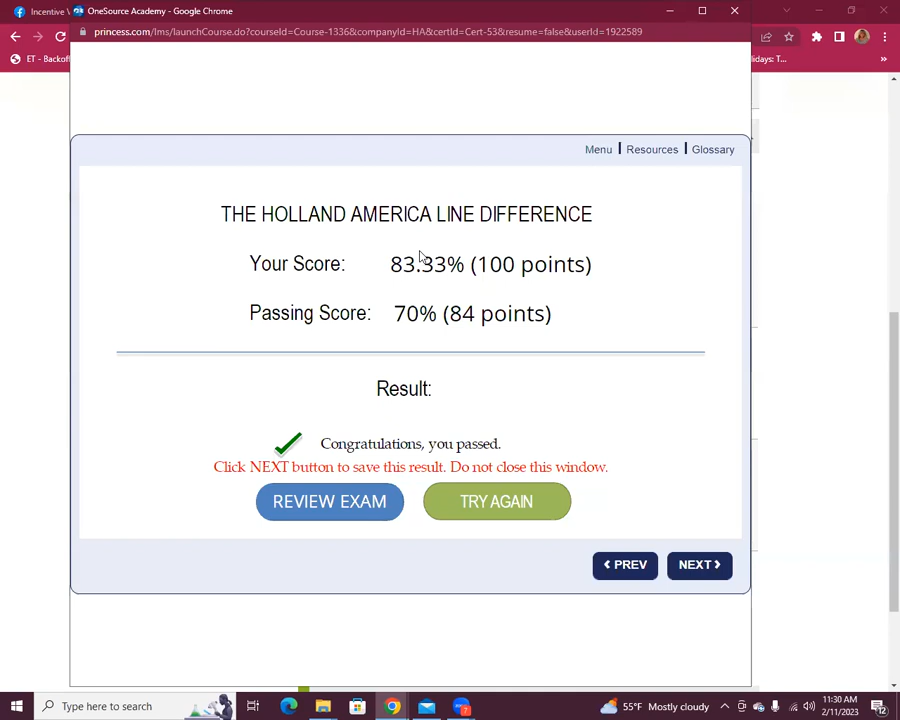 Incentive V
OneSource Academy - Google Chrome
princess.com/lms/launchCourse.do?courseId=Course-1336&companyId=HA&certId=Cert-53&resume=false&userId=1922589
ET - Backoff
lidays: T...
Menu | Resources | Glossary
THE HOLLAND AMERICA LINE DIFFERENCE
Your Score: 83.33% (100 points)
Passing Score: 70% (84 points)
Result:
Congratulations, you passed.
Click NEXT button to save this result. Do not close this window.
REVIEW EXAM TRY AGAIN
PREV NEXT
Type here to search
7
55°F Mostly cloudy
11:30 AM
2/11/2023
12